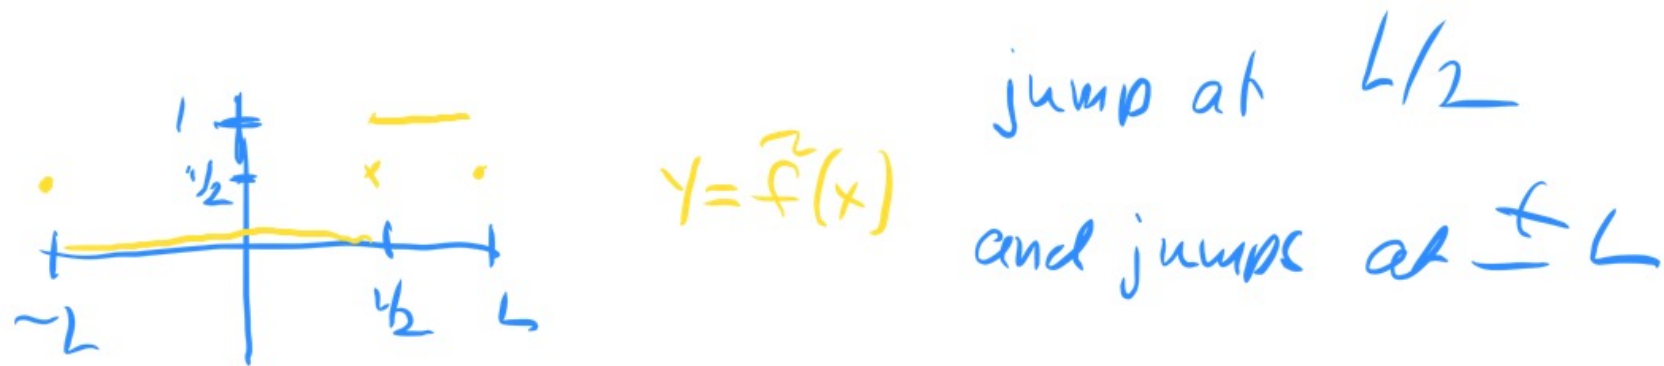 jump at L/2
1
1/2
y = f̃(x)
and jumps at ± L
-L
L/2
L